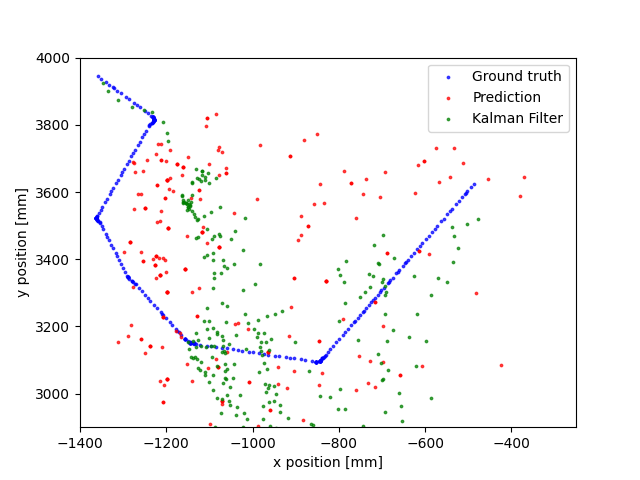 4000
3800
3600
3400
3200
3000
y position [mm]
Ground truth
Prediction
Kalman Filter
−1400 −1200 −1000 −800 −600 −400
x position [mm]